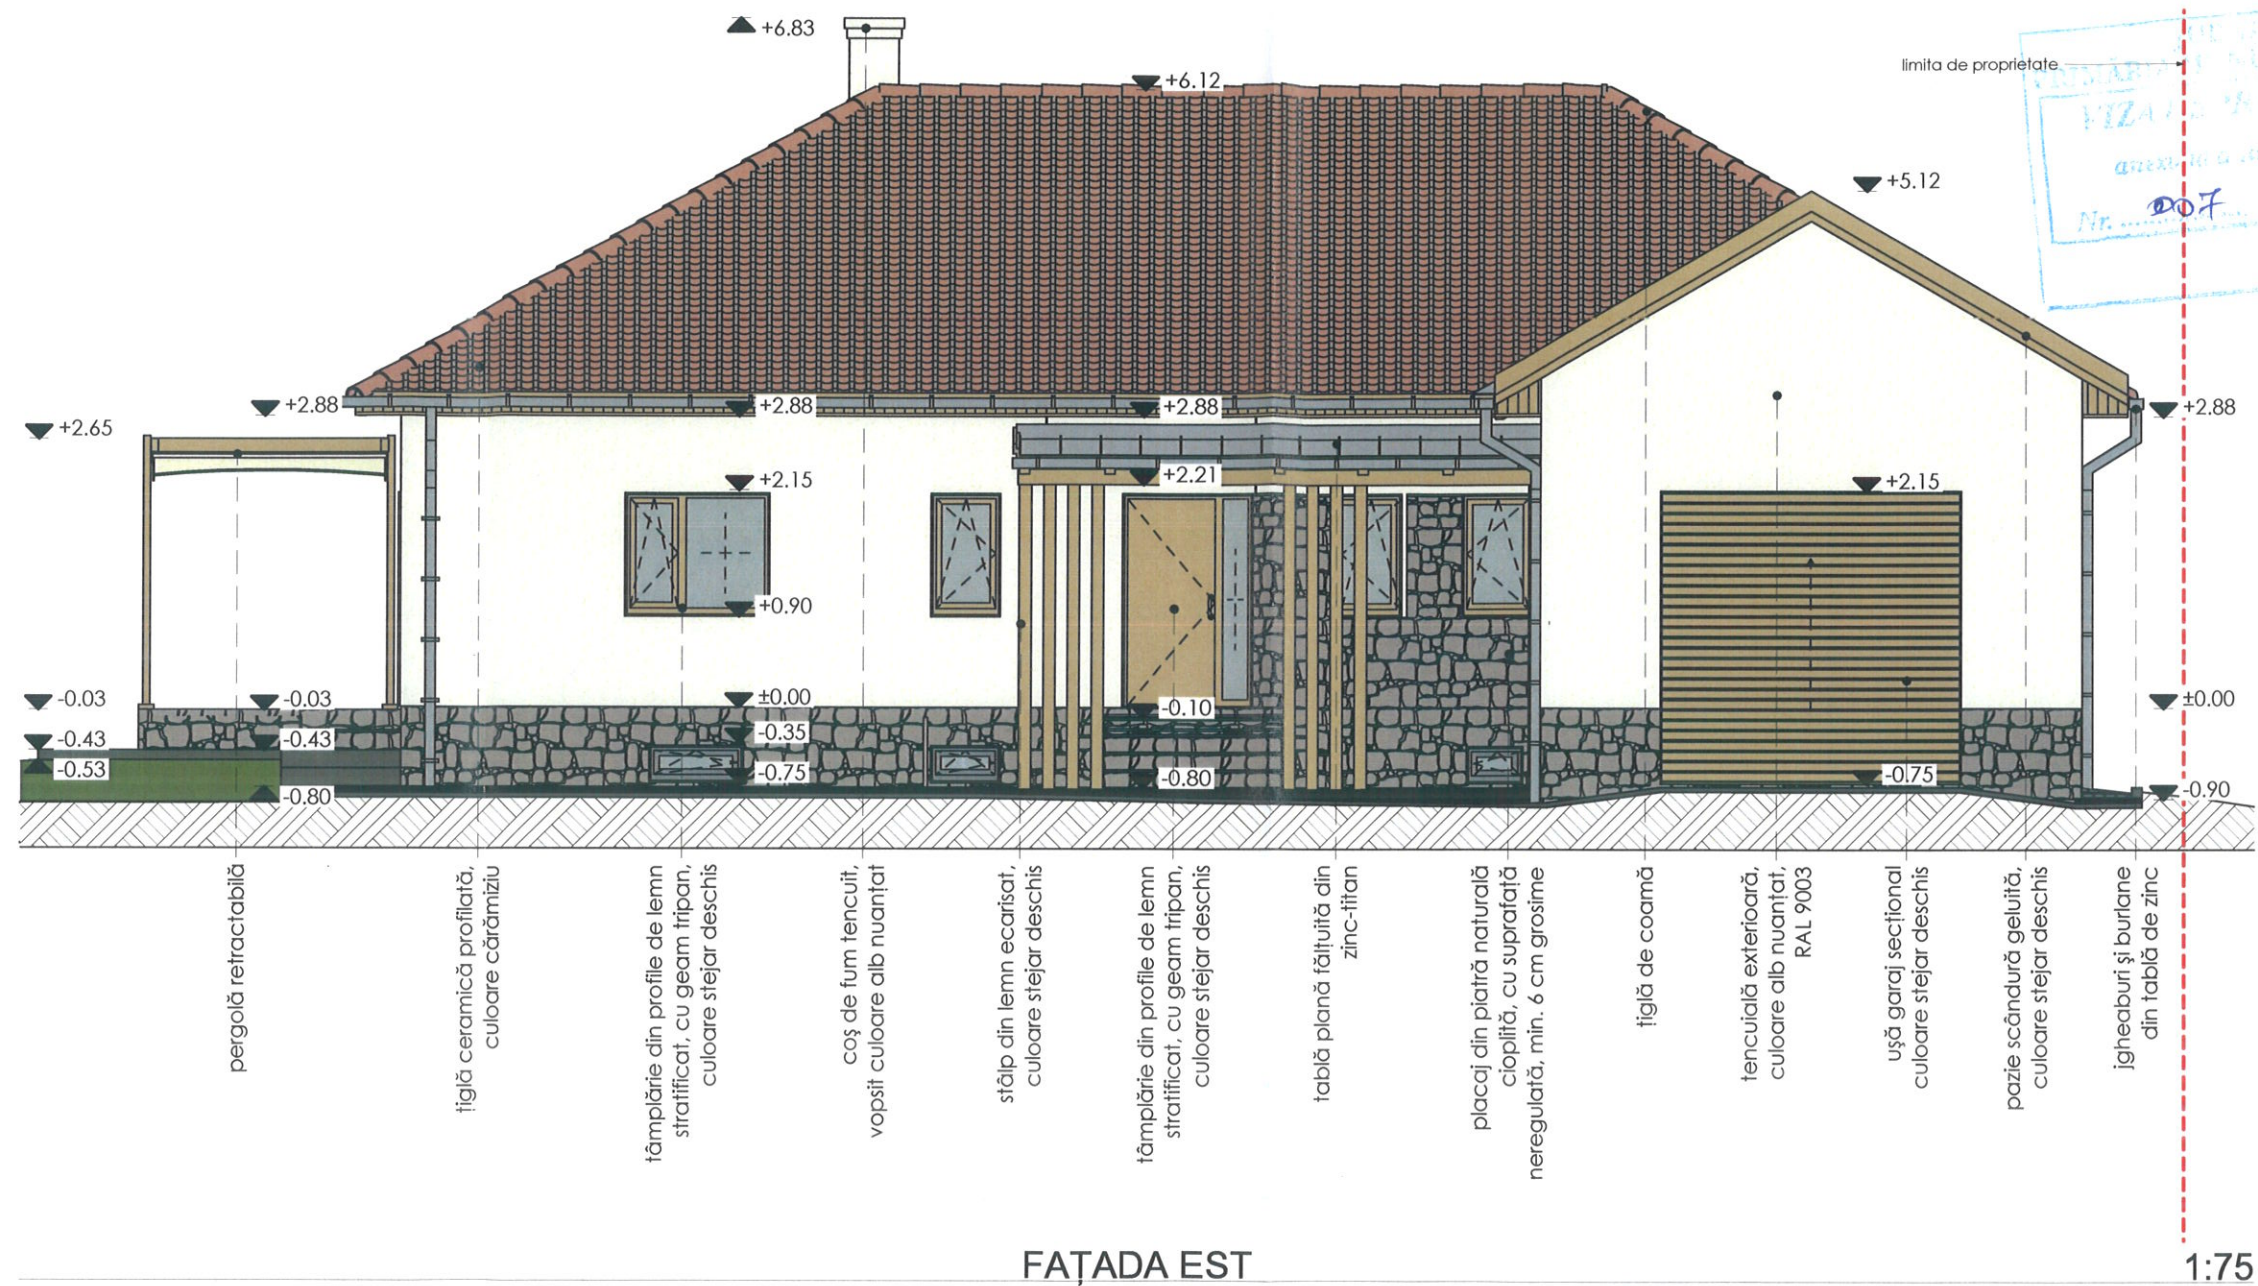 +6.83
+6.12
limita de proprietate
VIZA
Nr.
007
+5.12
+2.65
+2.88
+2.88
+2.88
+2.88
+2.15
+2.21
+2.15
+0.90
-0.03
-0.03
±0.00
-0.10
±0.00
-0.43
-0.43
-0.35
-0.53
-0.75
-0.80
-0.75
-0.80
-0.90
pergolă retractabilă
țiglă ceramică profilată,
culoare cărămiziu
tâmplărie din profile de lemn
stratificat, cu geam tripan,
culoare stejar deschis
coș de fum tencuit,
vopsit culoare alb nuanțat
stâlp din lemn ecarisat,
culoare stejar deschis
tâmplărie din profile de lemn
stratificat, cu geam tripan,
culoare stejar deschis
tablă plană fălțuită din
zinc-titan
placaj din piatră naturală
cioplită, cu suprafață
neregulată, min. 6 cm grosime
țiglă de coamă
tencuială exterioară,
culoare alb nuanțat,
RAL 9003
ușă garaj secțional
culoare stejar deschis
pazie scândură geluită,
culoare stejar deschis
jgheaburi și burlane
din tablă de zinc
FAȚADA EST
1:75